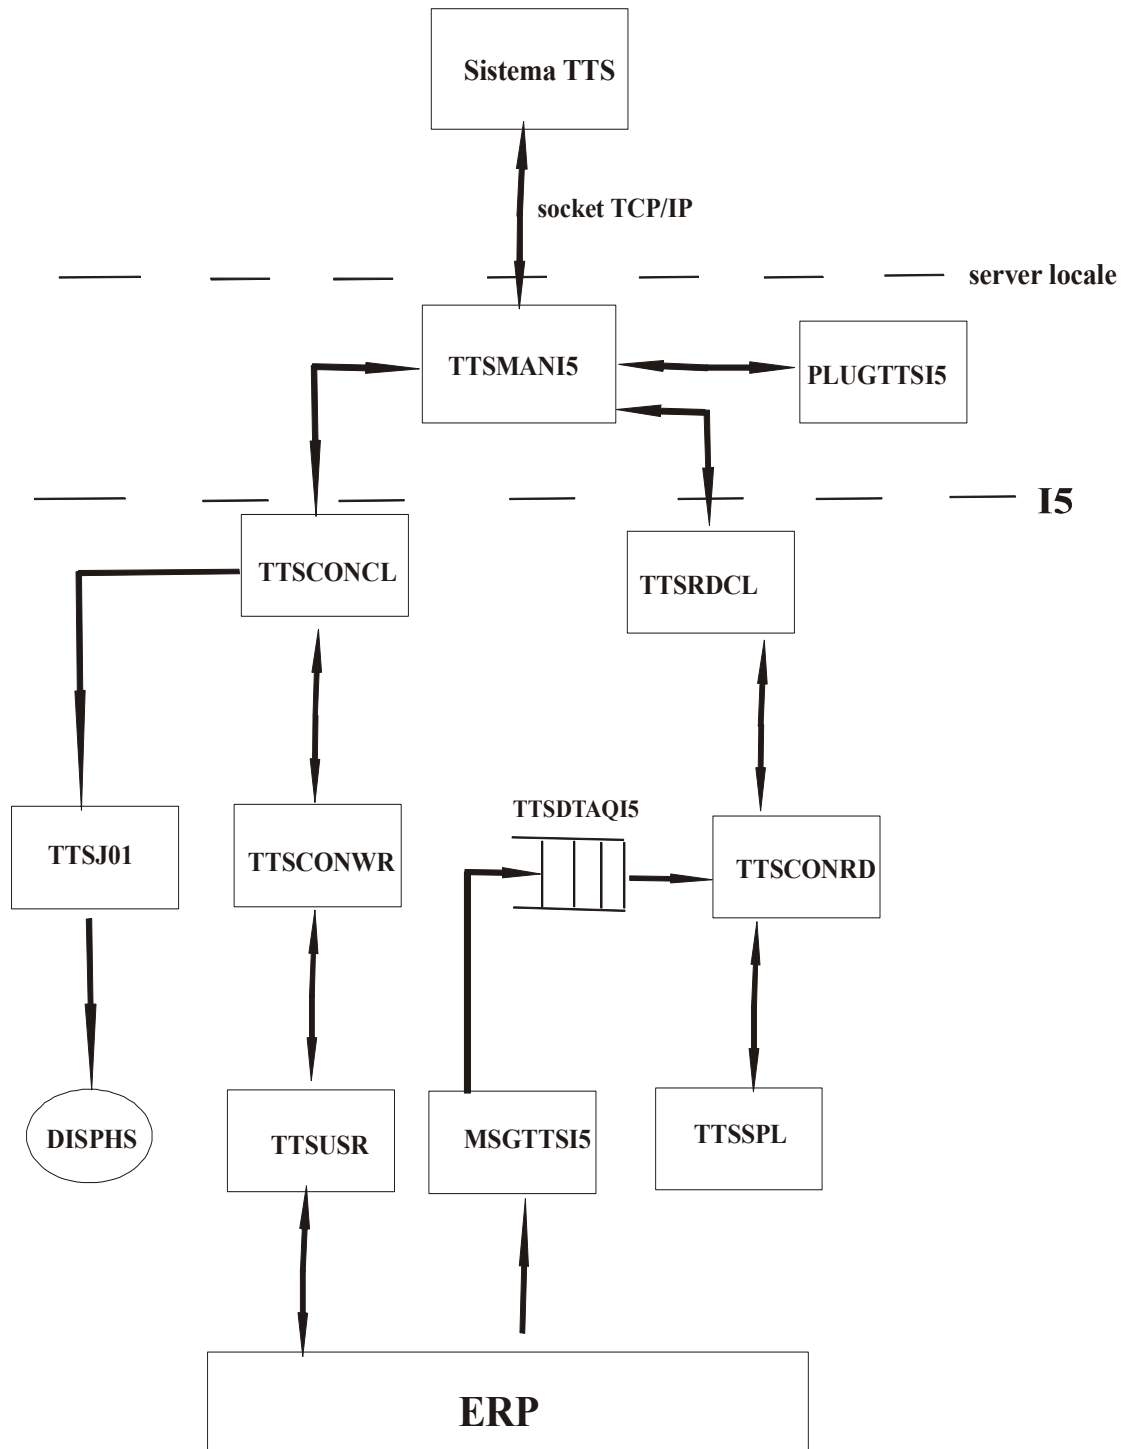 Sistema TTS
socket TCP/IP
server locale
TTSMANI5
PLUGTTSI5
I5
TTSCONCL
TTSRDCL
TTSDTAQI5
TTSJ01
TTSCONWR
TTSCONRD
DISPHS
TTSUSR
MSGTTSI5
TTSSPL
ERP